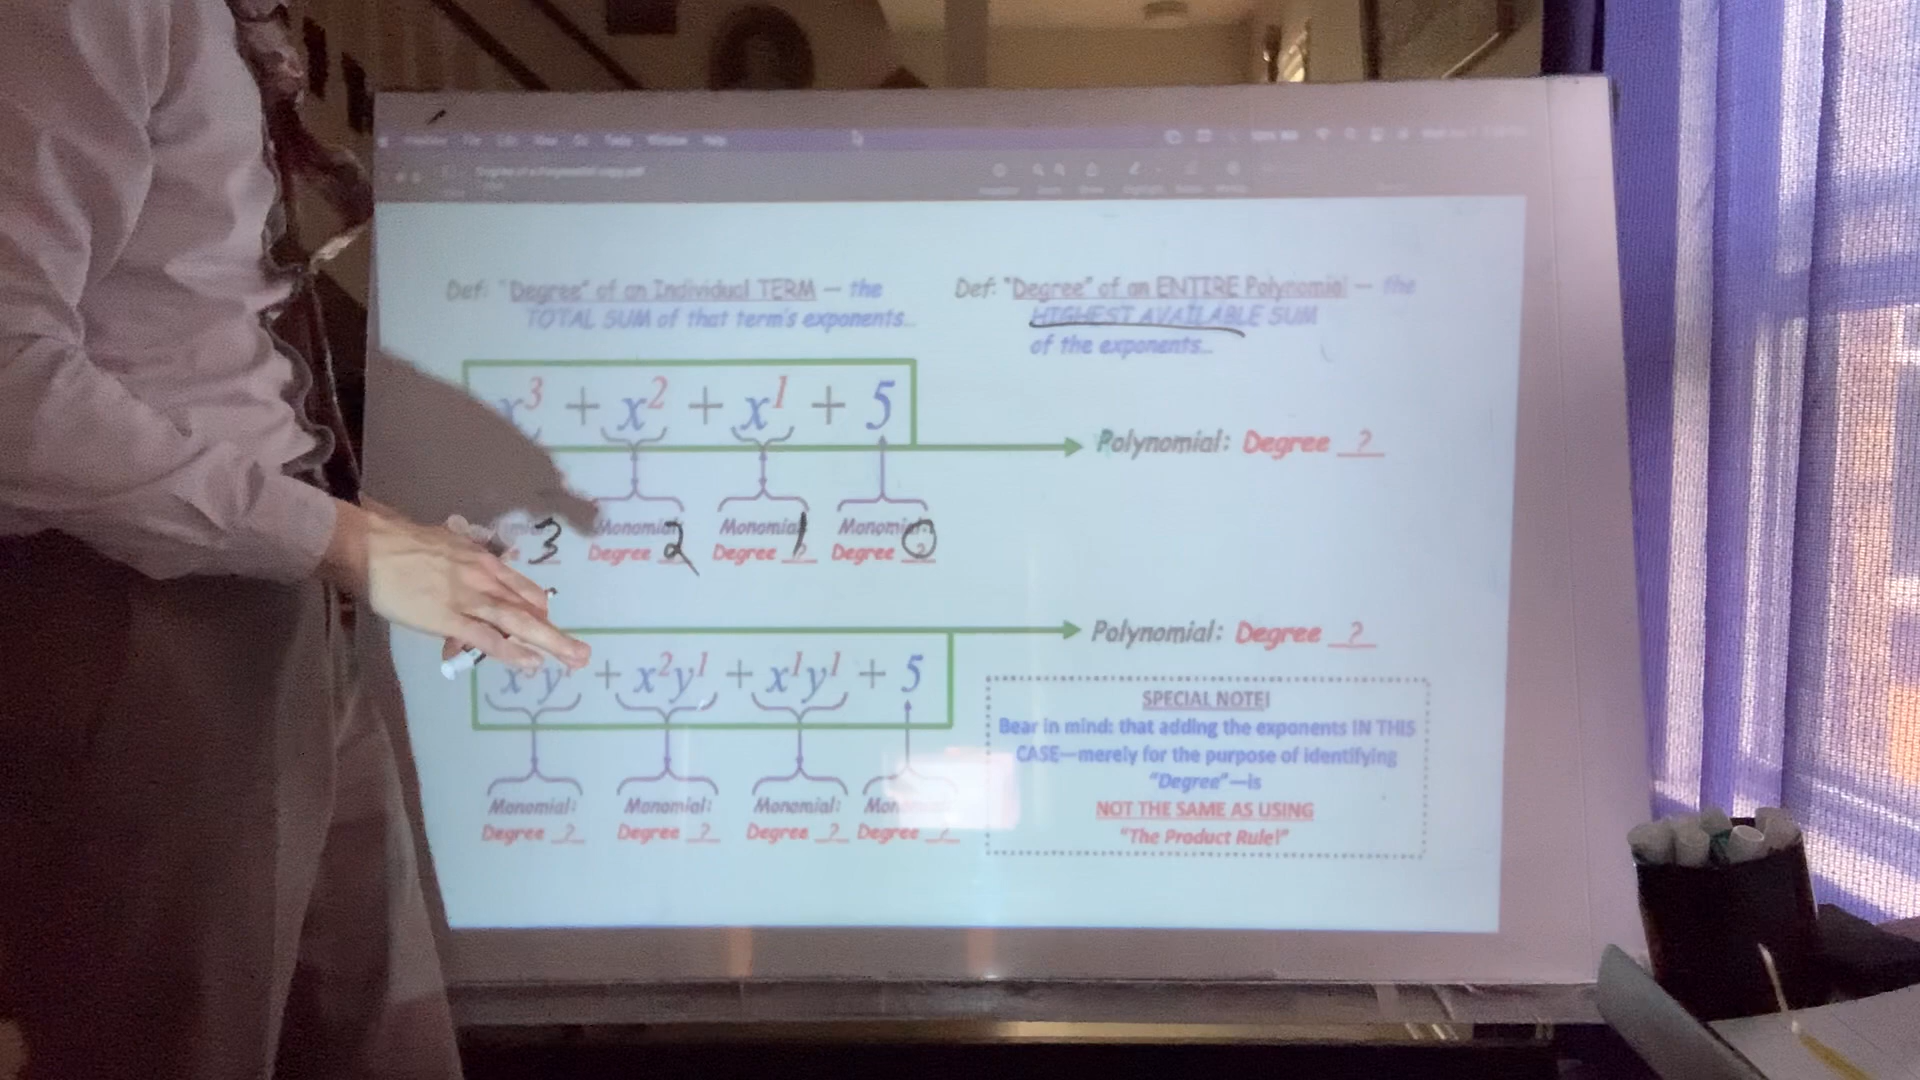 Window Help
Def: "Degree" of an Individual TERM — the
TOTAL SUM of that term's exponents...
Def: "Degree" of an ENTIRE Polynomial — the
HIGHEST AVAILABLE SUM
of the exponents...
x³ + x² + x¹ + 5
Polynomial: Degree ?
3 Monomial: Monomial: Monomial:
Degree 2 Degree 1 Degree 0
Polynomial: Degree ?
+ x²y¹ + x¹y¹ + 5
Monomial: Monomial: Monomial:
Degree ? Degree ? Degree ? Degree ?
SPECIAL NOTE!
Bear in mind: that adding the exponents IN THIS
CASE—merely for the purpose of identifying
"Degree"—is
NOT THE SAME AS USING
"The Product Rule!"